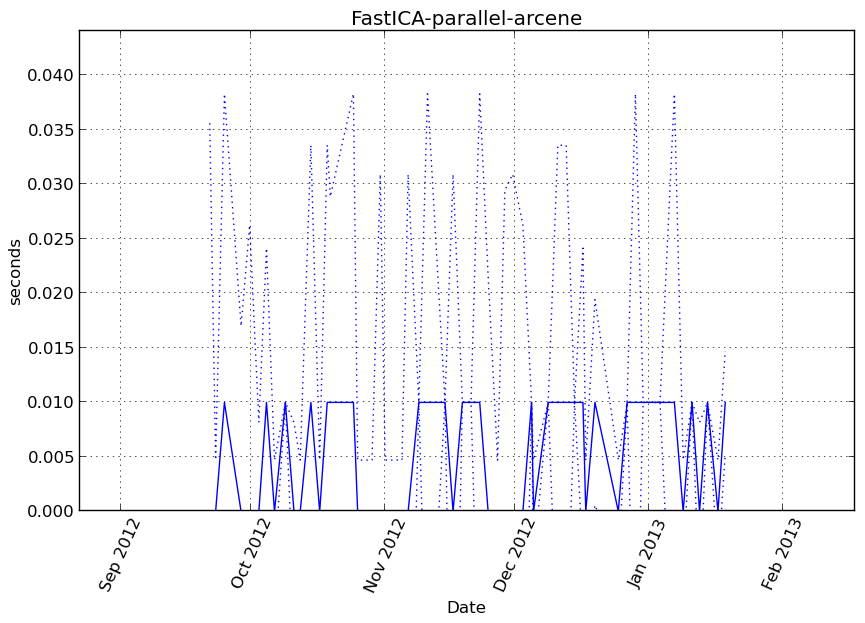 FastICA-parallel-arcene
0.040
0.035
0.030
0.025
0.020
0.015
0.010
0.005
0.000
seconds
Sep 2012
Oct 2012
Nov 2012
Dec 2012
Jan 2013
Feb 2013
Date